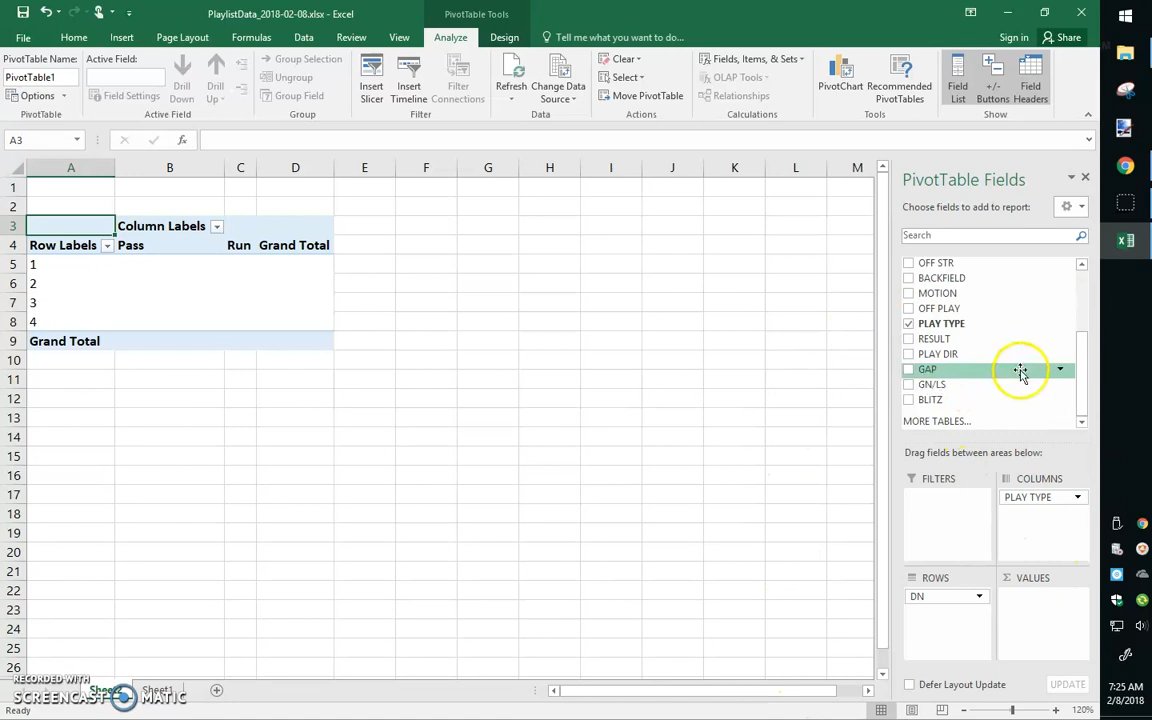 PlaylistData_2018-02-08.xlsx - Excel
PivotTable Tools
File Home Insert Page Layout Formulas Data Review View Analyze Design Tell me what you want to do... Sign in Share
PivotTable Name:
PivotTable1
Options
PivotTable
Active Field:
Field Settings
Drill Down
Drill Up
Active Field
Group Selection
Ungroup
Group Field
Group
Insert Slicer
Insert Timeline
Filter Connections
Filter
Refresh
Change Data Source
Data
Clear
Select
Move PivotTable
Actions
Fields, Items, & Sets
OLAP Tools
Relationships
Calculations
PivotChart
Recommended PivotTables
Tools
Field List
+/- Buttons
Field Headers
Show
A3
fx
A B C D E F G H I J K L M
1
2
3 Column Labels
4 Row Labels Pass Run Grand Total
5 1
6 2
7 3
8 4
9 Grand Total
10
11
12
13
14
15
16
17
18
19
20
21
22
23
24
25
26
PivotTable Fields
Choose fields to add to report:
Search
OFF STR
BACKFIELD
MOTION
OFF PLAY
PLAY TYPE
RESULT
PLAY DIR
GAP
GN/LS
BLITZ
MORE TABLES...
Drag fields between areas below:
FILTERS
COLUMNS
PLAY TYPE
ROWS
DN
Σ VALUES
Defer Layout Update
UPDATE
Sheet2 Sheet1
RECORDED WITH
SCREENCAST MATIC
Ready
120%
7:25 AM
2/8/2018